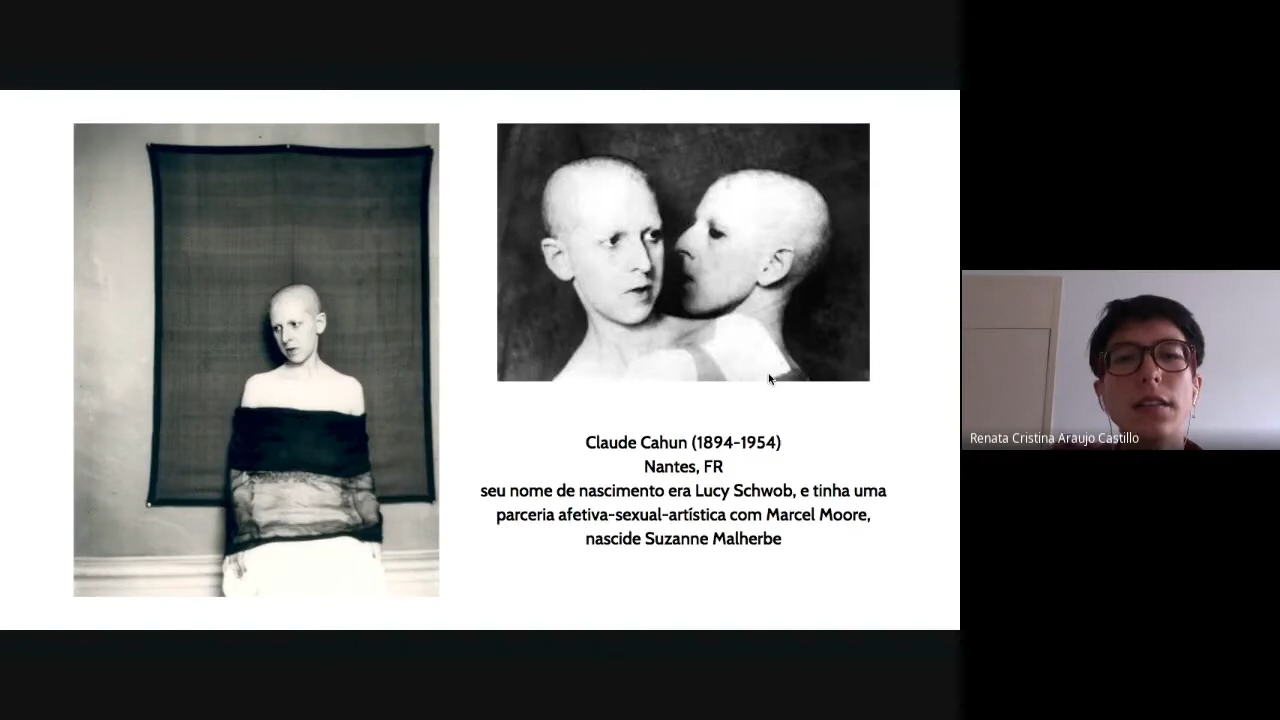 Claude Cahun (1894-1954)
Nantes, FR
seu nome de nascimento era Lucy Schwob, e tinha uma
parceria afetiva-sexual-artística com Marcel Moore,
nascide Suzanne Malherbe
Renata Cristina Araujo Castillo